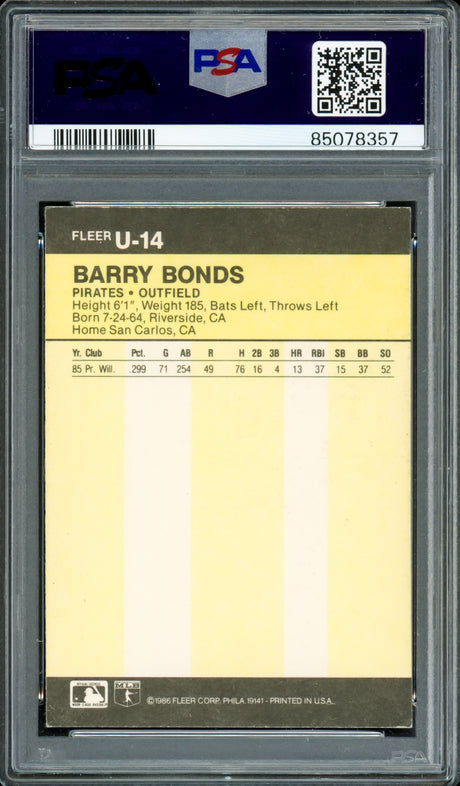 PSA
PSA
85078357
FLEER U-14
BARRY BONDS
PIRATES • OUTFIELD
Height 6'1", Weight 185, Bats Left, Throws Left
Born 7-24-64, Riverside, CA
Home San Carlos, CA
Yr. Club Pct. G AB R H 2B 3B HR RBI SB BB SO
85 Pr. Will. .299 71 254 49 76 16 4 13 37 15 37 52
MLB
©1986 FLEER CORP. PHILA. 19141 - PRINTED IN U.S.A.
PSA